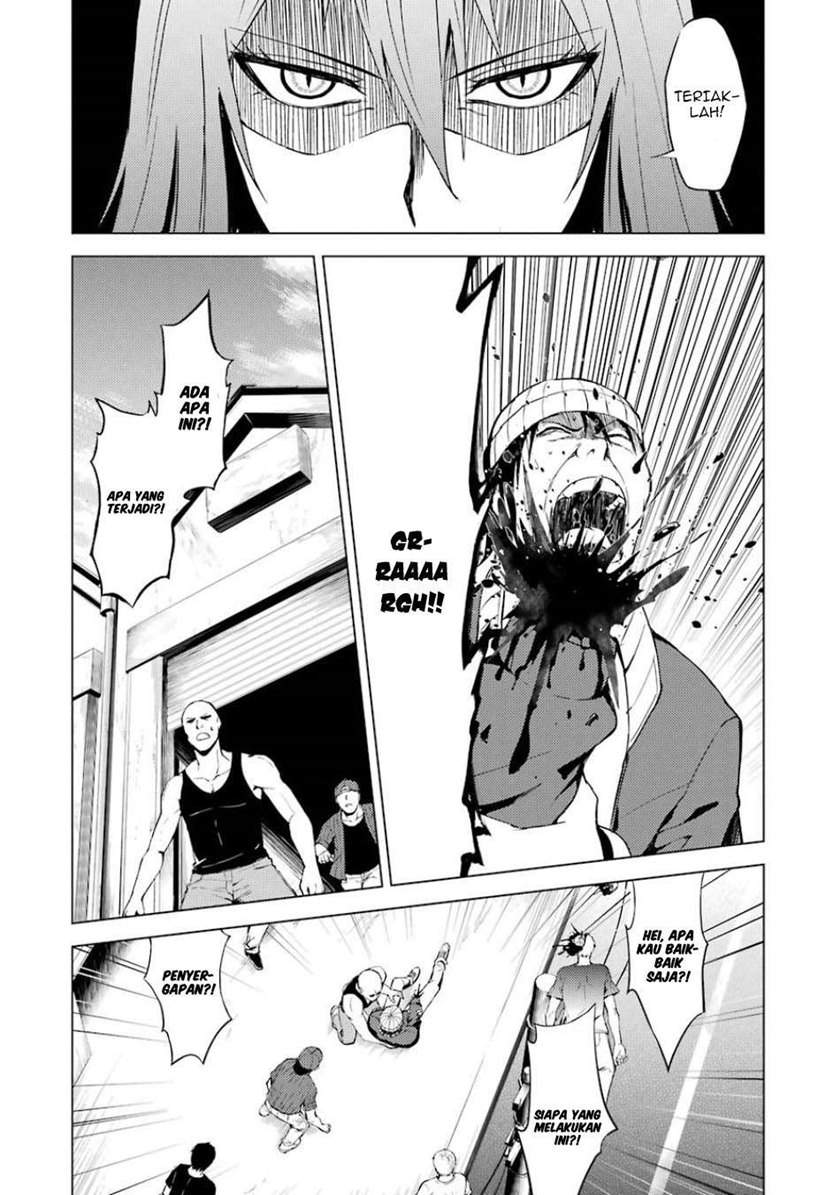 TERIAK-
LAH!
GR-
RAAAA
RGH!!
ADA
APA
INI?!
APA YANG
TERJADI?!
HEI, APA
KAU BAIK-
BAIK
SAJA?!
SIAPA YANG
MELAKUKAN
INI?!
PENYER-
GAPAN?!